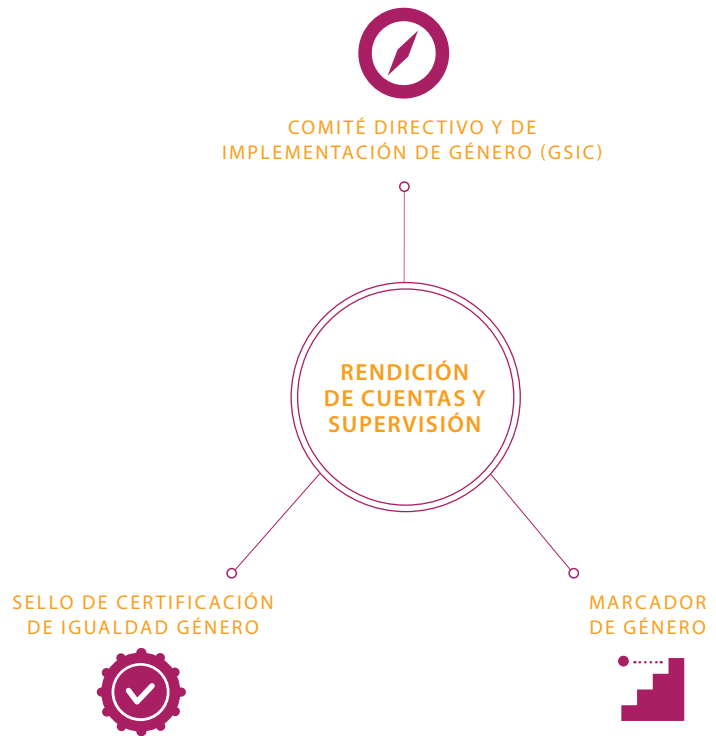 COMITÉ DIRECTIVO Y DE
IMPLEMENTACIÓN DE GÉNERO (GSIC)
RENDICIÓN
DE CUENTAS Y
SUPERVISIÓN
SELLO DE CERTIFICACIÓN
DE IGUALDAD GÉNERO
MARCADOR
DE GÉNERO